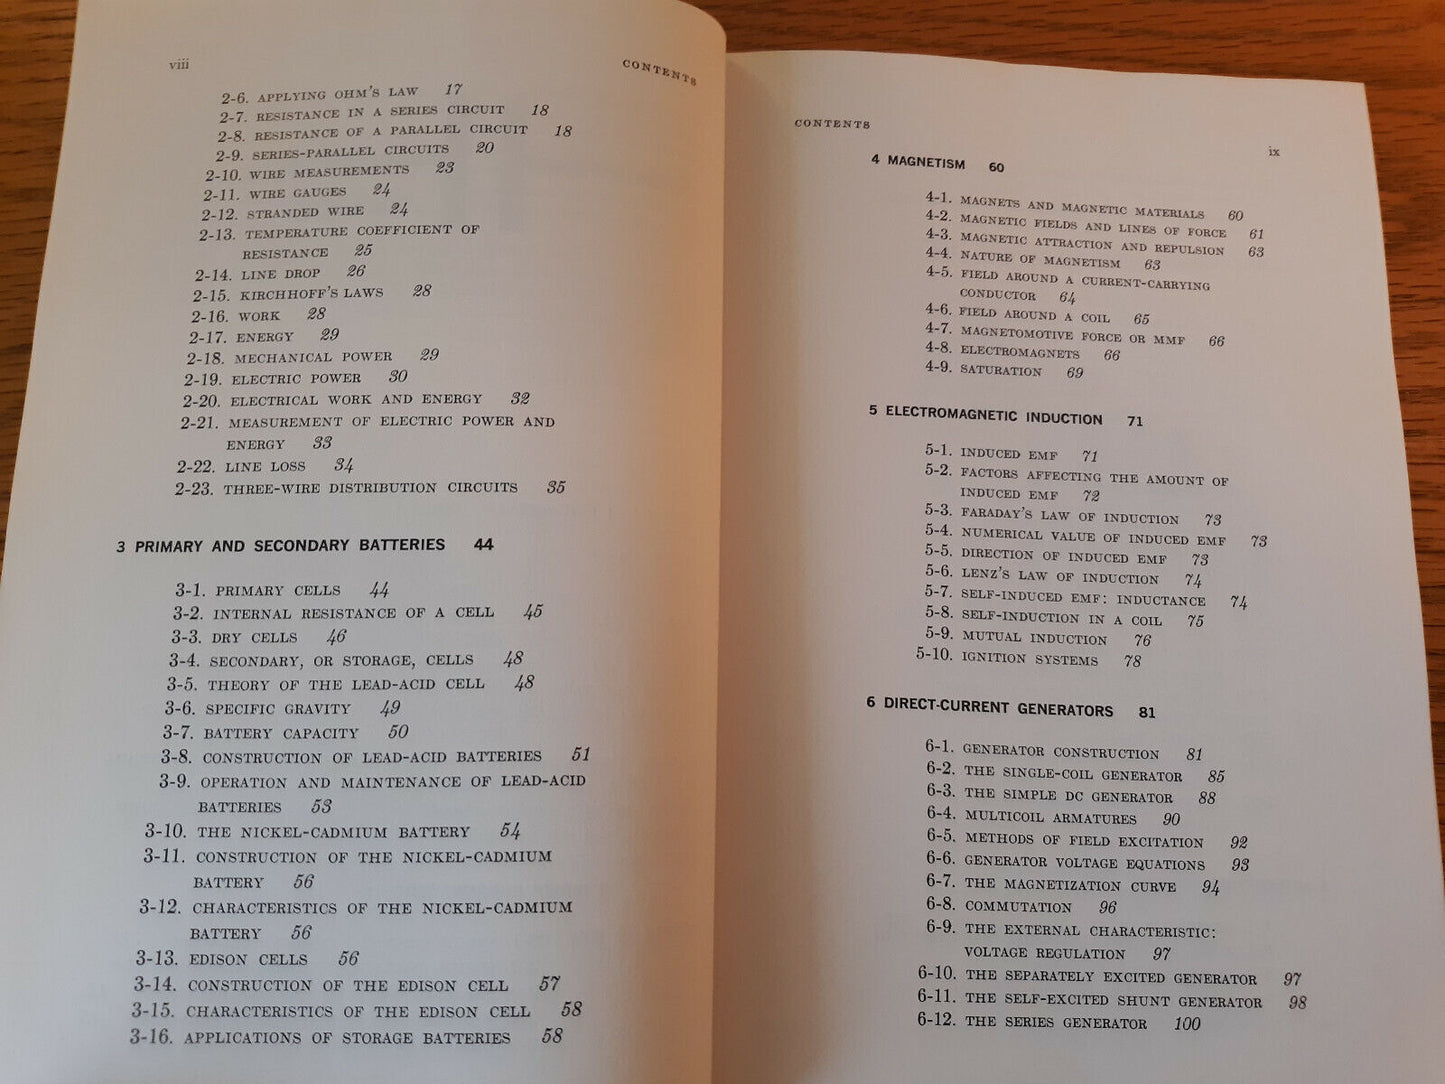 viii
CONTENTS
2-6. APPLYING OHM'S LAW 17
2-7. RESISTANCE IN A SERIES CIRCUIT 18
2-8. RESISTANCE OF A PARALLEL CIRCUIT 18
2-9. SERIES-PARALLEL CIRCUITS 20
2-10. WIRE MEASUREMENTS 23
2-11. WIRE GAUGES 24
2-12. STRANDED WIRE 24
2-13. TEMPERATURE COEFFICIENT OF
RESISTANCE 25
2-14. LINE DROP 26
2-15. KIRCHHOFF'S LAWS 28
2-16. WORK 28
2-17. ENERGY 29
2-18. MECHANICAL POWER 29
2-19. ELECTRIC POWER 30
2-20. ELECTRICAL WORK AND ENERGY 32
2-21. MEASUREMENT OF ELECTRIC POWER AND
ENERGY 33
2-22. LINE LOSS 34
2-23. THREE-WIRE DISTRIBUTION CIRCUITS 35
3 PRIMARY AND SECONDARY BATTERIES 44
3-1. PRIMARY CELLS 44
3-2. INTERNAL RESISTANCE OF A CELL 45
3-3. DRY CELLS 46
3-4. SECONDARY, OR STORAGE, CELLS 48
3-5. THEORY OF THE LEAD-ACID CELL 48
3-6. SPECIFIC GRAVITY 49
3-7. BATTERY CAPACITY 50
3-8. CONSTRUCTION OF LEAD-ACID BATTERIES 51
3-9. OPERATION AND MAINTENANCE OF LEAD-ACID
BATTERIES 53
3-10. THE NICKEL-CADMIUM BATTERY 54
3-11. CONSTRUCTION OF THE NICKEL-CADMIUM
BATTERY 56
3-12. CHARACTERISTICS OF THE NICKEL-CADMIUM
BATTERY 56
3-13. EDISON CELLS 56
3-14. CONSTRUCTION OF THE EDISON CELL 57
3-15. CHARACTERISTICS OF THE EDISON CELL 58
3-16. APPLICATIONS OF STORAGE BATTERIES 58
CONTENTS
ix
4 MAGNETISM 60
4-1. MAGNETS AND MAGNETIC MATERIALS 60
4-2. MAGNETIC FIELDS AND LINES OF FORCE 61
4-3. MAGNETIC ATTRACTION AND REPULSION 63
4-4. NATURE OF MAGNETISM 63
4-5. FIELD AROUND A CURRENT-CARRYING
CONDUCTOR 64
4-6. FIELD AROUND A COIL 65
4-7. MAGNETOMOTIVE FORCE OR MMF 66
4-8. ELECTROMAGNETS 66
4-9. SATURATION 69
5 ELECTROMAGNETIC INDUCTION 71
5-1. INDUCED EMF 71
5-2. FACTORS AFFECTING THE AMOUNT OF
INDUCED EMF 72
5-3. FARADAY'S LAW OF INDUCTION 73
5-4. NUMERICAL VALUE OF INDUCED EMF 73
5-5. DIRECTION OF INDUCED EMF 73
5-6. LENZ'S LAW OF INDUCTION 74
5-7. SELF-INDUCED EMF: INDUCTANCE 74
5-8. SELF-INDUCTION IN A COIL 75
5-9. MUTUAL INDUCTION 76
5-10. IGNITION SYSTEMS 78
6 DIRECT-CURRENT GENERATORS 81
6-1. GENERATOR CONSTRUCTION 81
6-2. THE SINGLE-COIL GENERATOR 85
6-3. THE SIMPLE DC GENERATOR 88
6-4. MULTICOIL ARMATURES 90
6-5. METHODS OF FIELD EXCITATION 92
6-6. GENERATOR VOLTAGE EQUATIONS 93
6-7. THE MAGNETIZATION CURVE 94
6-8. COMMUTATION 96
6-9. THE EXTERNAL CHARACTERISTIC:
VOLTAGE REGULATION 97
6-10. THE SEPARATELY EXCITED GENERATOR 97
6-11. THE SELF-EXCITED SHUNT GENERATOR 98
6-12. THE SERIES GENERATOR 100